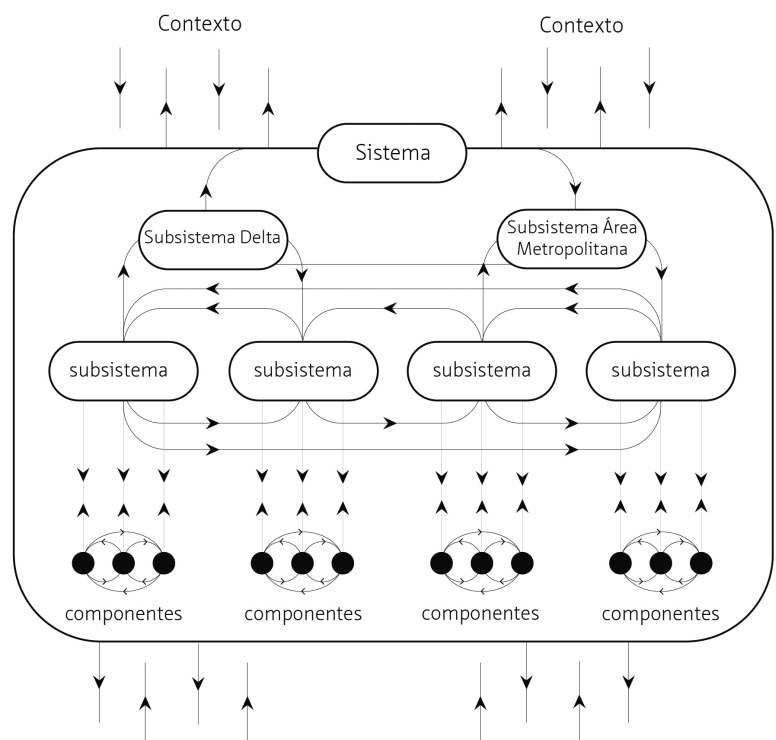 Contexto
Contexto
Sistema
Subsistema Delta
Subsistema Área
Metropolitana
subsistema
subsistema
subsistema
subsistema
componentes
componentes
componentes
componentes